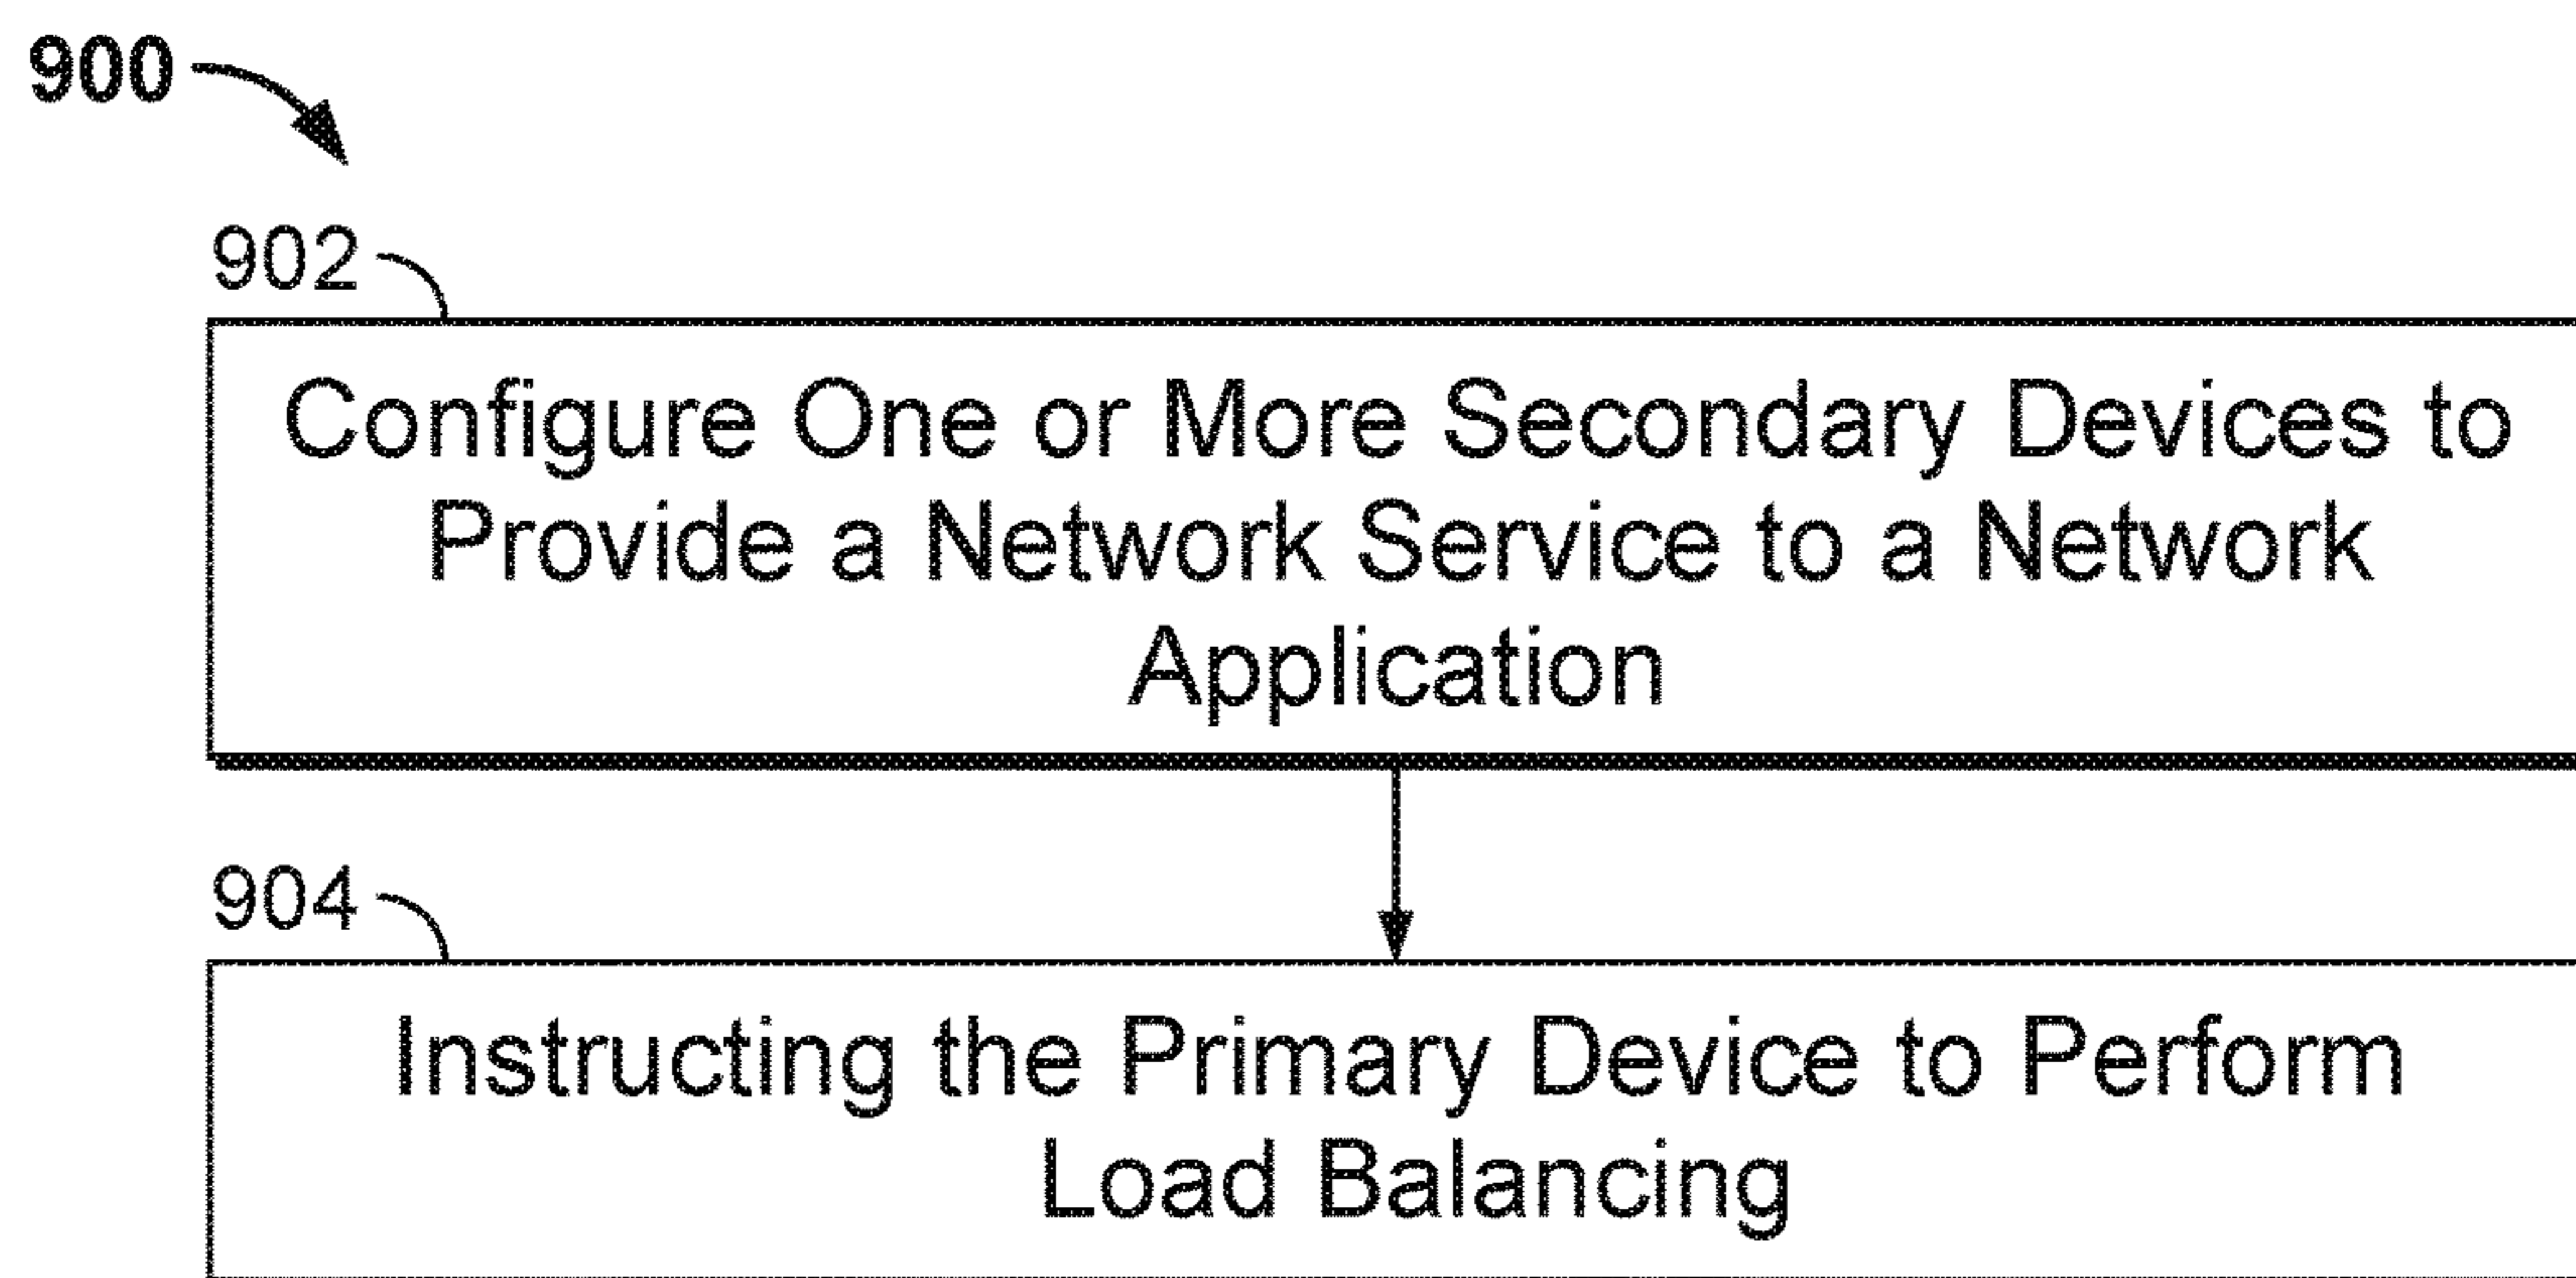 900
902
Configure One or More Secondary Devices to
Provide a Network Service to a Network
Application
904
Instructing the Primary Device to Perform
Load Balancing